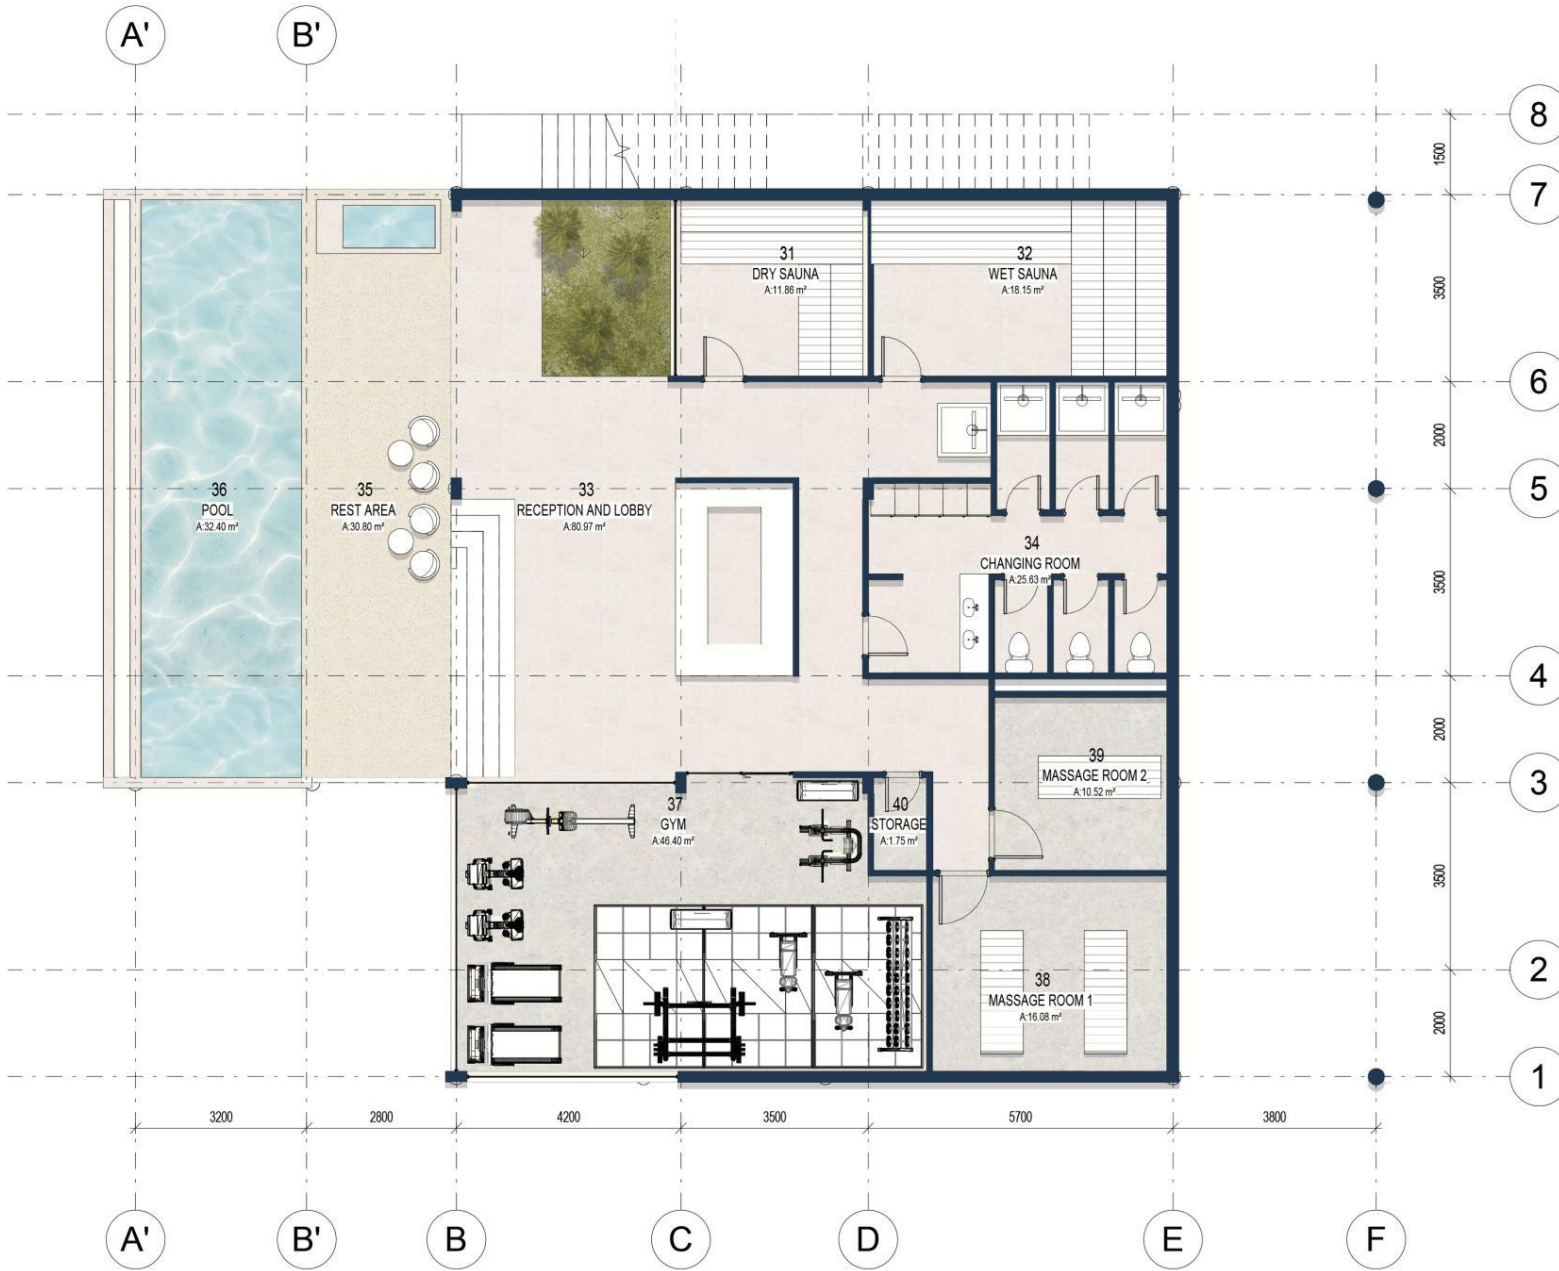 A'
B'
8
1500
7
31
DRY SAUNA
A:11.86 m²
32
WET SAUNA
A:18.15 m²
3500
6
2000
36
POOL
A:32.40 m²
35
REST AREA
A:30.80 m²
33
RECEPTION AND LOBBY
A:80.97 m²
5
34
CHANGING ROOM
A:25.63 m²
3500
4
2000
39
MASSAGE ROOM 2
A:10.52 m²
3
37
GYM
A:46.40 m²
40
STORAGE
A:1.75 m²
3500
2
38
MASSAGE ROOM 1
A:16.08 m²
2000
1
3200
2800
4200
3500
5700
3800
A'
B'
B
C
D
E
F